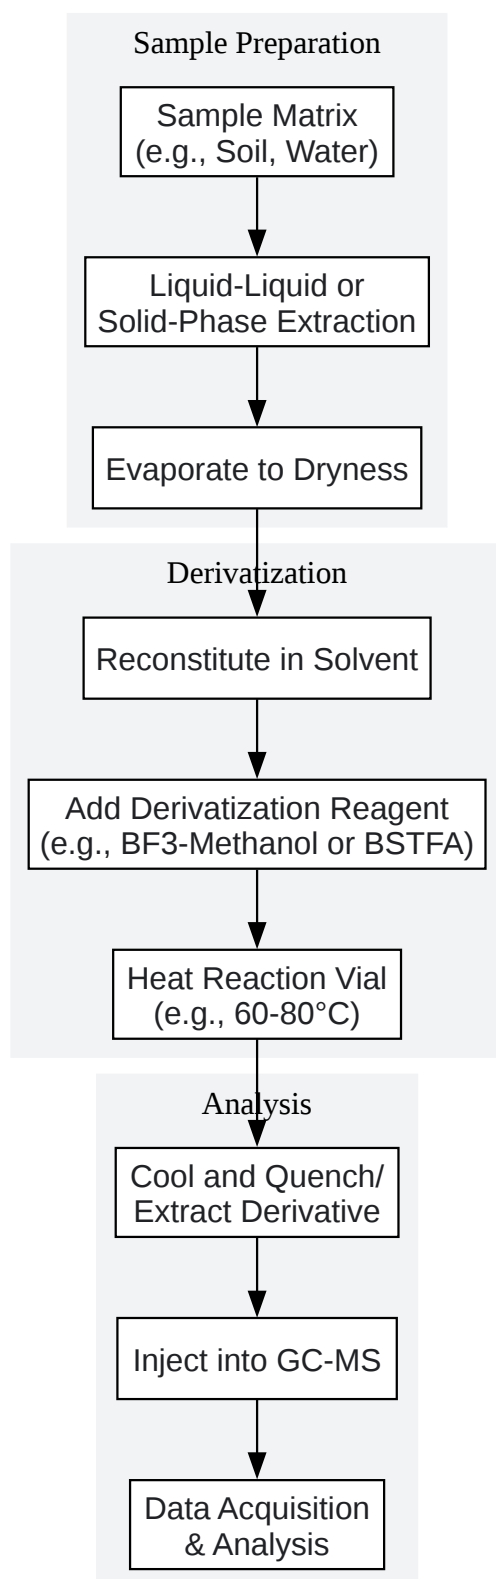 Sample Preparation
Sample Matrix
(e.g., Soil, Water)
Liquid-Liquid or
Solid-Phase Extraction
Evaporate to Dryness
Derivatization
Reconstitute in Solvent
Add Derivatization Reagent
(e.g., BF3-Methanol or BSTFA)
Heat Reaction Vial
(e.g., 60-80°C)
Analysis
Cool and Quench/
Extract Derivative
Inject into GC-MS
Data Acquisition
& Analysis